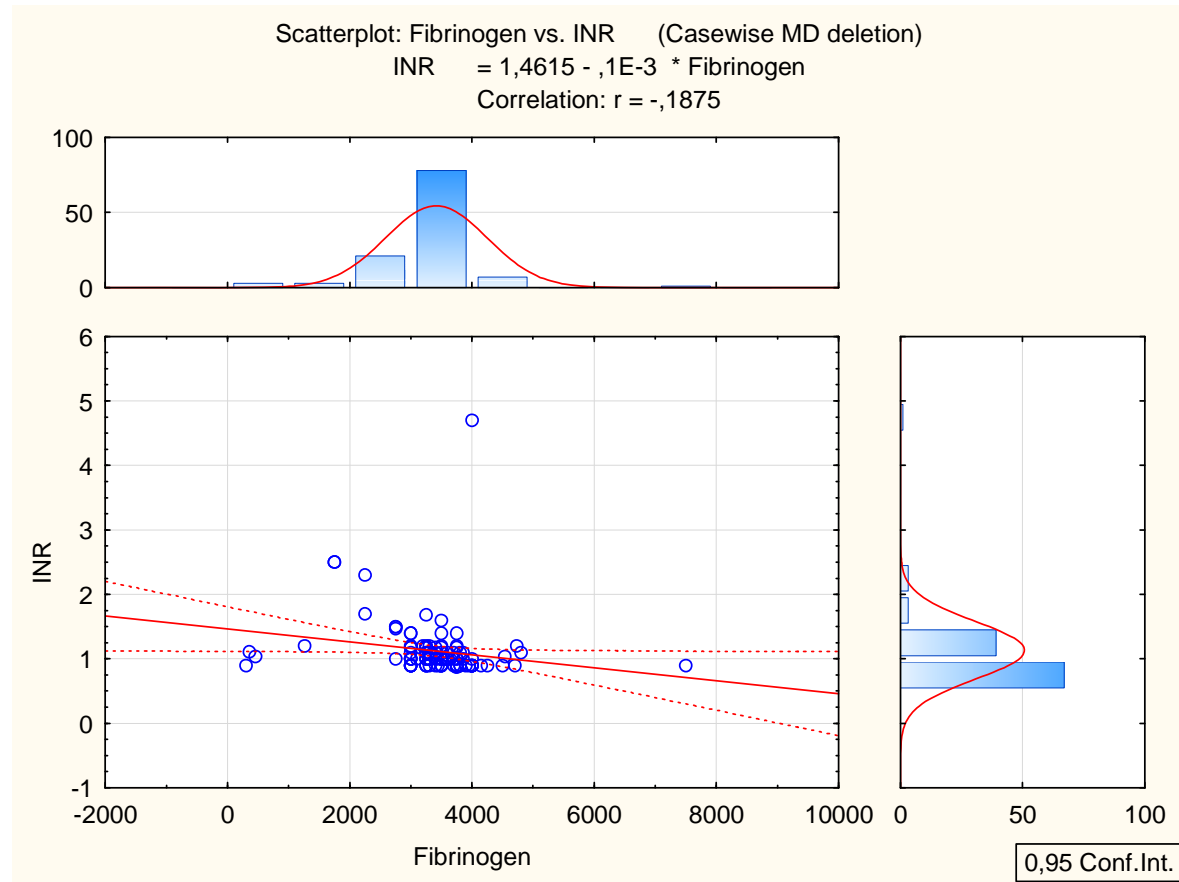 Scatterplot: Fibrinogen vs. INR (Casewise MD deletion)
INR = 1,4615 - ,1E-3 * Fibrinogen
Correlation: r = -,1875
100
50
0
6
5
4
3
2
1
0
-1
INR
-2000 0 2000 4000 6000 8000 10000
Fibrinogen
0 50 100
0,95 Conf.Int.